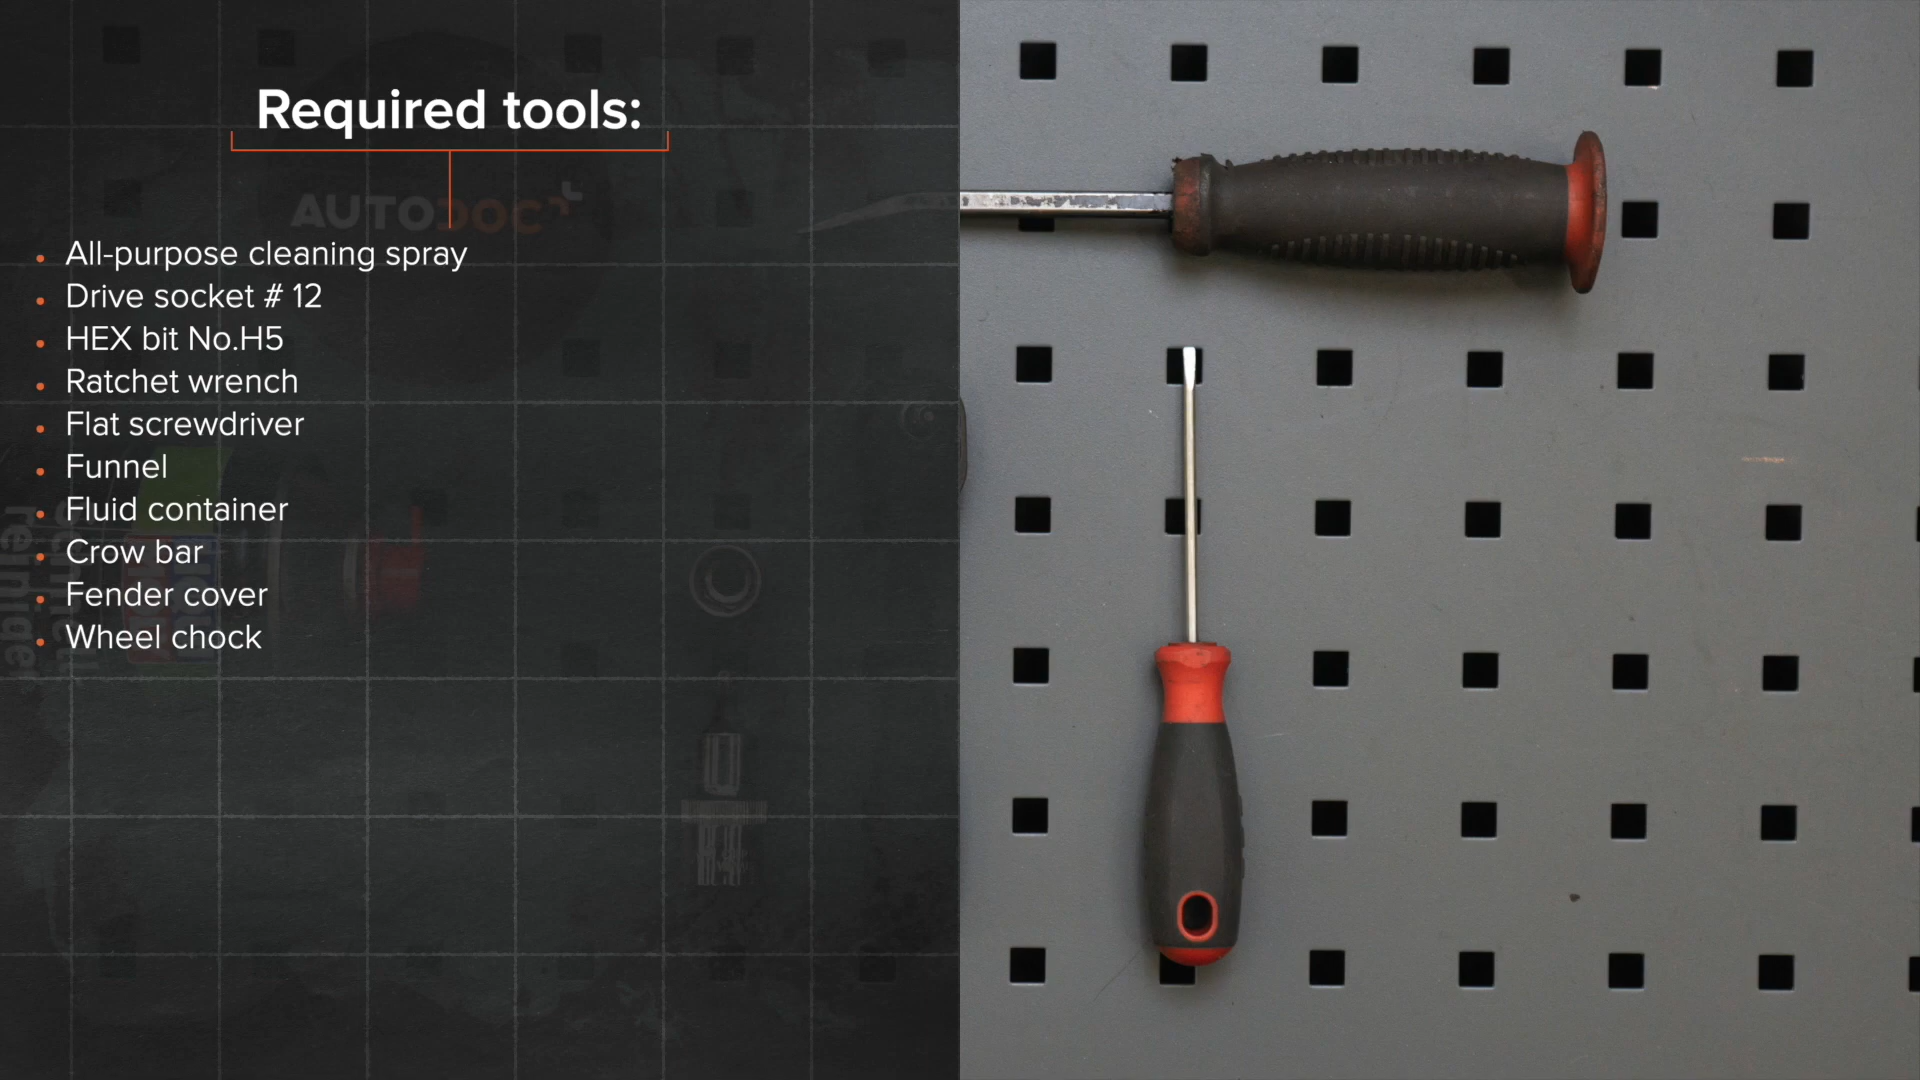 Required tools:
AUTODOC
All-purpose cleaning spray
Drive socket # 12
HEX bit No.H5
Ratchet wrench
Flat screwdriver
Funnel
Fluid container
Crow bar
Fender cover
Wheel chock